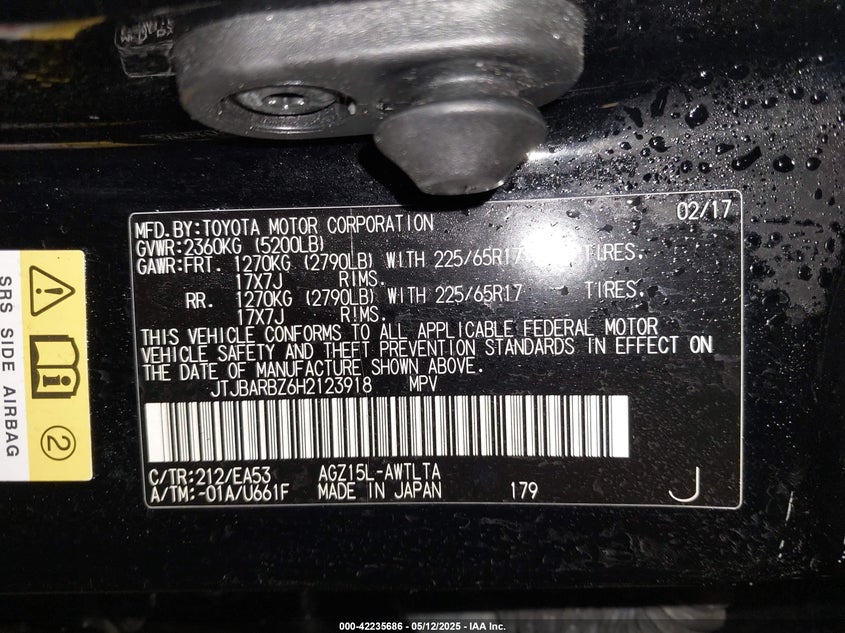 MFD.BY:TOYOTA MOTOR CORPORATION 02/17
GVWR:2360KG (5200LB)
GAWR:FRT. 1270KG (2790LB) WITH 225/65R17 TIRES.
17X7J RIMS.
RR. 1270KG (2790LB) WITH 225/65R17 TIRES.
17X7J RIMS.
THIS VEHICLE CONFORMS TO ALL APPLICABLE FEDERAL MOTOR
VEHICLE SAFETY AND THEFT PREVENTION STANDARDS IN EFFECT ON
THE DATE OF MANUFACTURE SHOWN ABOVE.
JTJBARBZ6H2123918 MPV
C/TR:212/EA53 AGZ15L-AWTLTA
A/TM:-01A/U661F MADE IN JAPAN 179 J
SRS SIDE AIRBAG
2
000-42235686 - 05/12/2025 - IAA Inc.